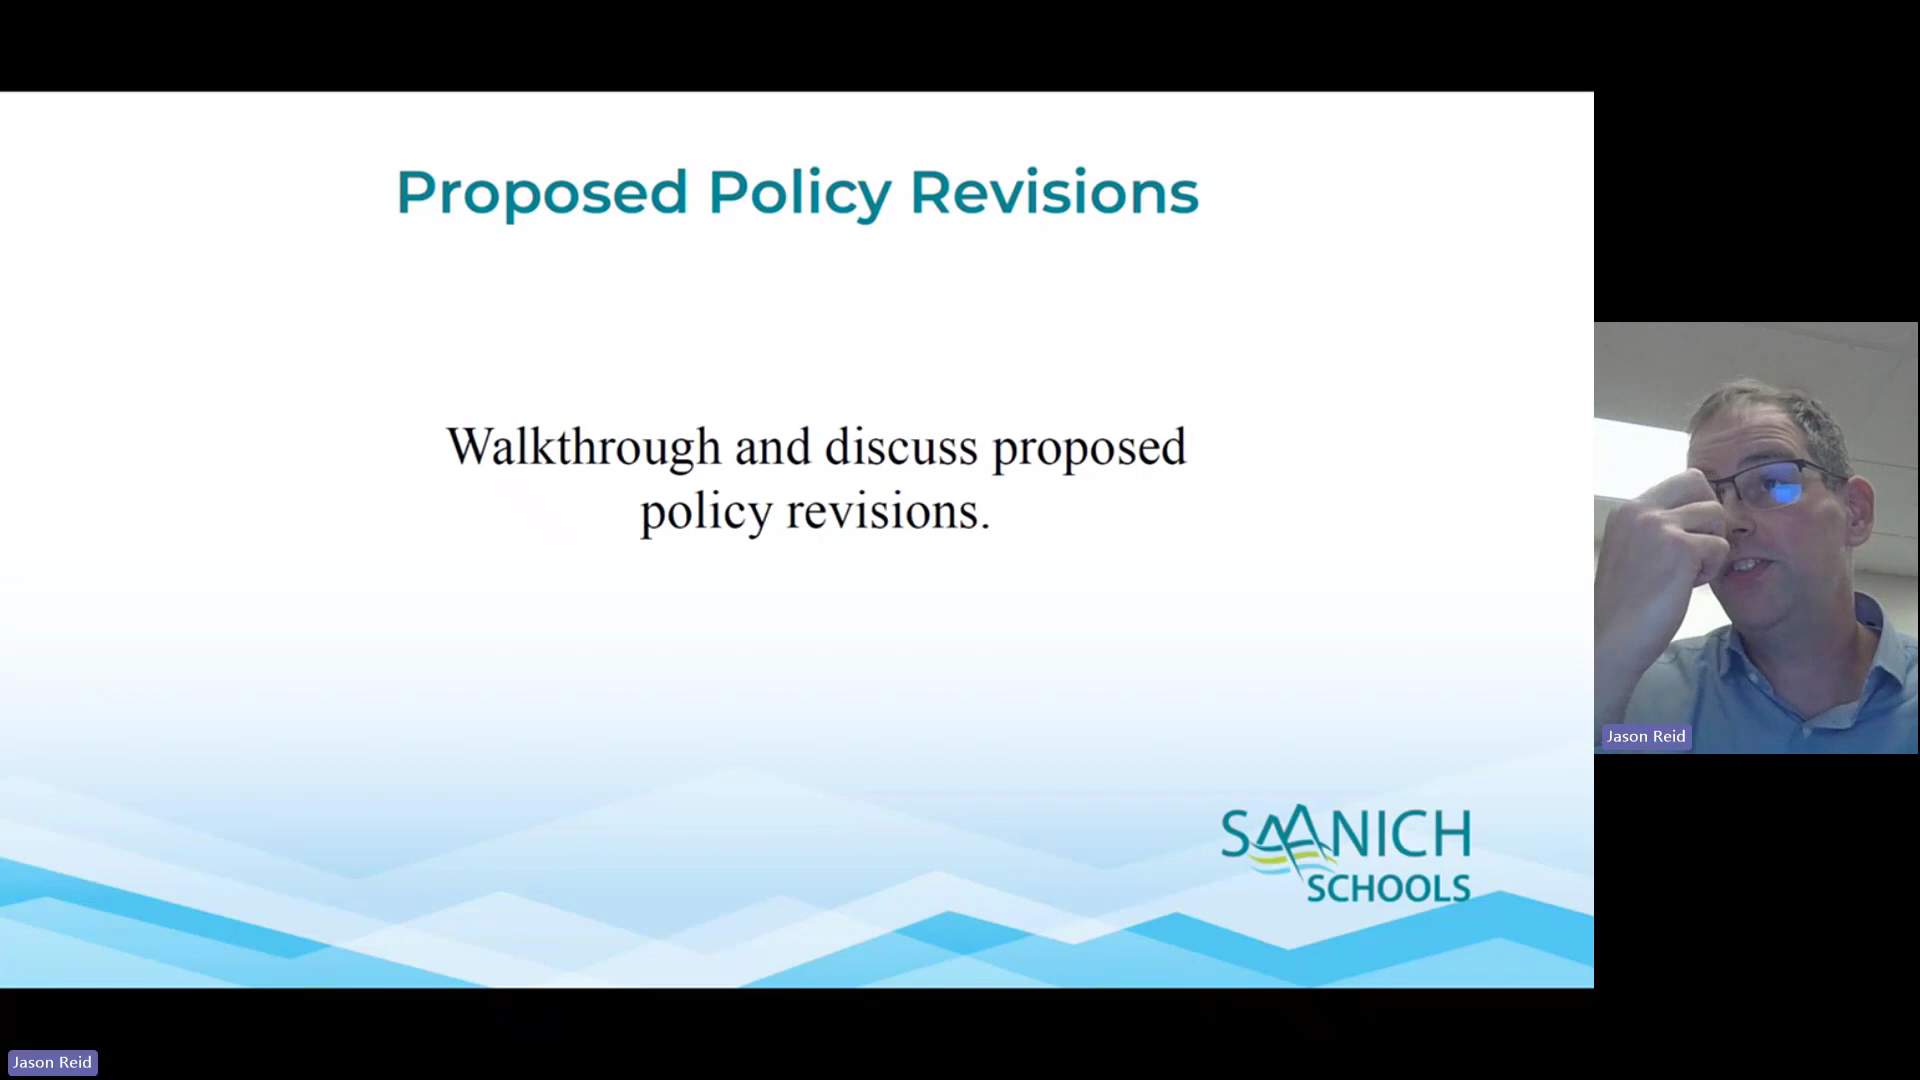 Proposed Policy Revisions
Walkthrough and discuss proposed
policy revisions.
SAANICH
SCHOOLS
Jason Reid
Jason Reid